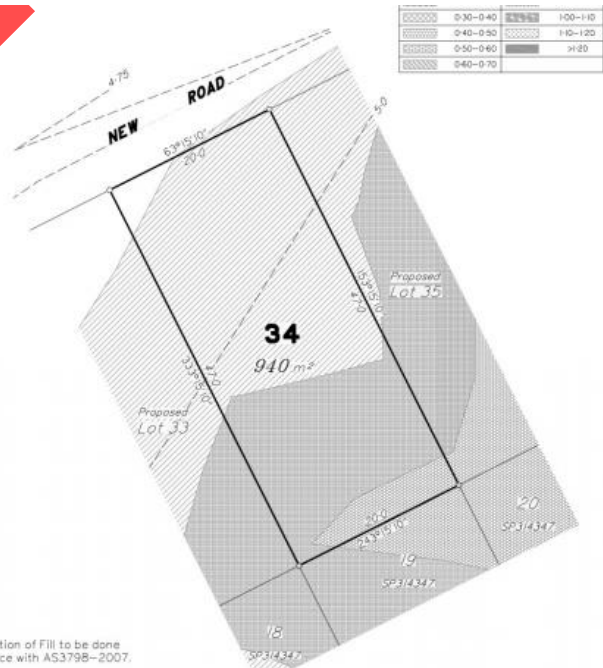 0·30-0·40 1·00-1·10
0·40-0·50 1·10-1·20
0·50-0·60 >1·20
0·60-0·70
4·75
NEW ROAD
63°15'10"
20·0
5·0
Proposed
Lot 35
153°15'10"
47·0
34
940 m²
333°15'10"
47·0
Proposed
Lot 33
20·0
243°15'10"
20
SP314347
19
SP314347
18
SP314347
tion of Fill to be done
ce with AS3798-2007.